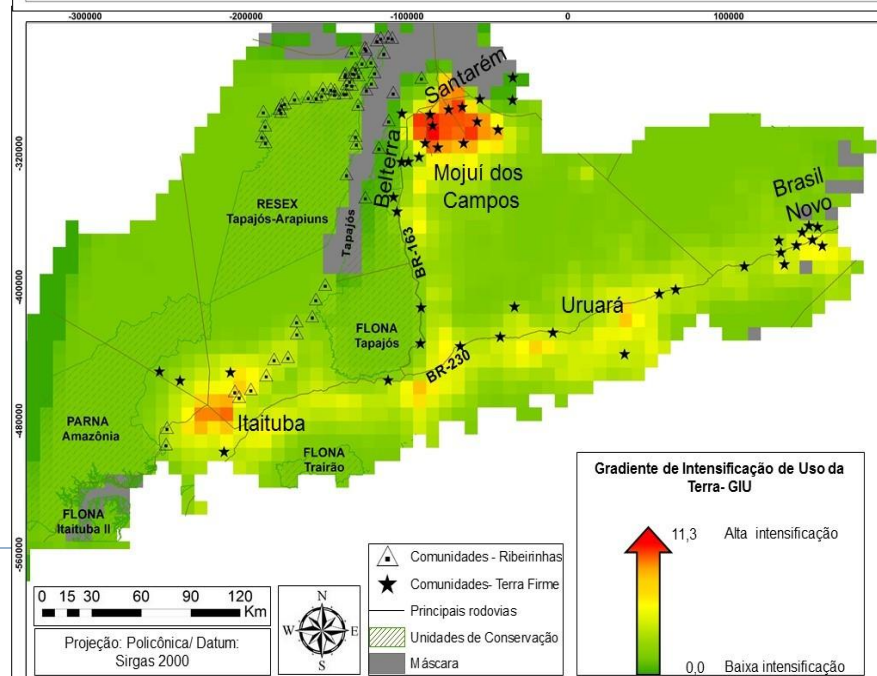 -300000 -200000 -100000 0 100000
-320000
-400000
-480000
-560000
Santarém
Belterra
Mojuí dos
Campos
Brasil
Novo
RESEX
Tapajós-Arapiuns
Tapajós
BR-163
Uruará
FLONA
Tapajós
BR-230
Itaituba
PARNA
Amazônia
FLONA
Trairão
FLONA
Itaituba II
0 15 30 60 90 120
Km
Projeção: Policônica/ Datum:
Sirgas 2000
N
W E
S
Comunidades - Ribeirinhas
Comunidades- Terra Firme
Principais rodovias
Unidades de Conservação
Máscara
Gradiente de Intensificação de Uso da
Terra- GIU
11,3 Alta intensificação
0,0 Baixa intensificação